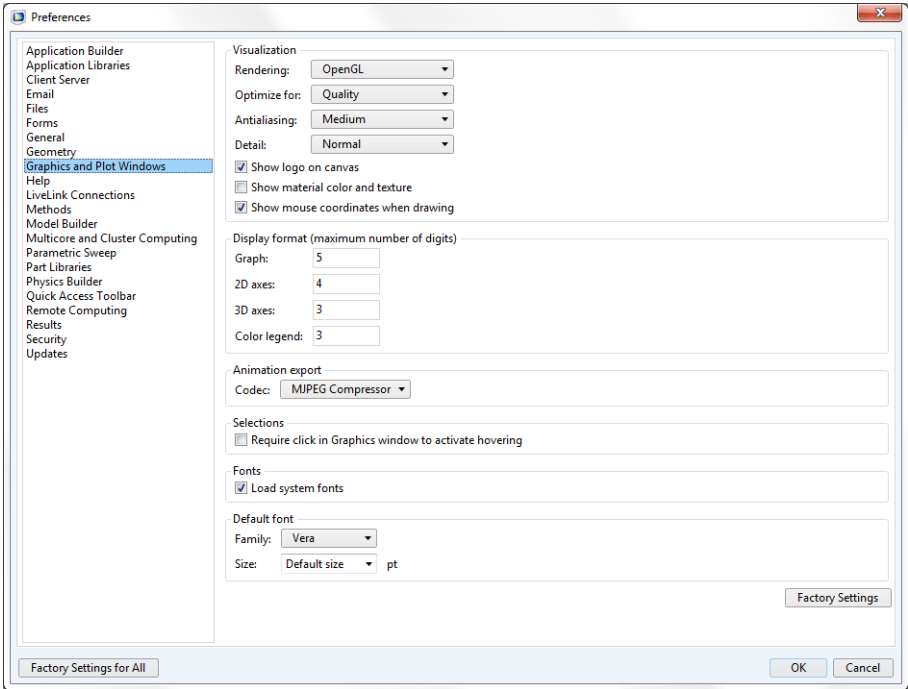 Preferences
Application Builder
Application Libraries
Client Server
Email
Files
Forms
General
Geometry
Graphics and Plot Windows
Help
LiveLink Connections
Methods
Model Builder
Multicore and Cluster Computing
Parametric Sweep
Part Libraries
Physics Builder
Quick Access Toolbar
Remote Computing
Results
Security
Updates
Visualization
Rendering: OpenGL
Optimize for: Quality
Antialiasing: Medium
Detail: Normal
Show logo on canvas
Show material color and texture
Show mouse coordinates when drawing
Display format (maximum number of digits)
Graph: 5
2D axes: 4
3D axes: 3
Color legend: 3
Animation export
Codec: MJPEG Compressor
Selections
Require click in Graphics window to activate hovering
Fonts
Load system fonts
Default font
Family: Vera
Size: Default size pt
Factory Settings
Factory Settings for All
OK
Cancel